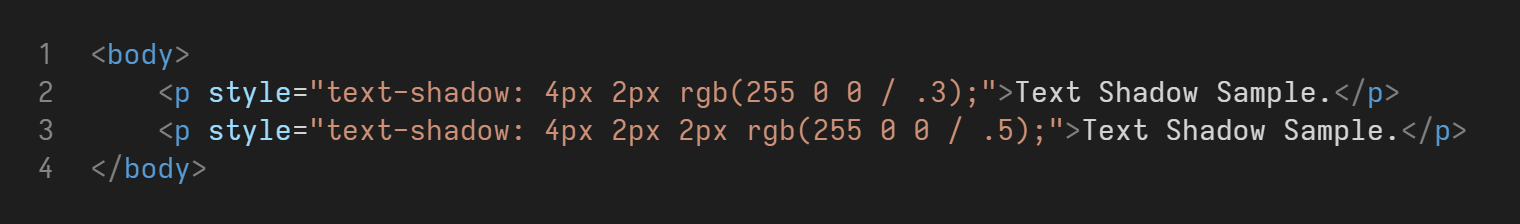 1 <body>
2     <p style="text-shadow: 4px 2px rgb(255 0 0 / .3);">Text Shadow Sample.</p>
3     <p style="text-shadow: 4px 2px 2px rgb(255 0 0 / .5);">Text Shadow Sample.</p>
4 </body>